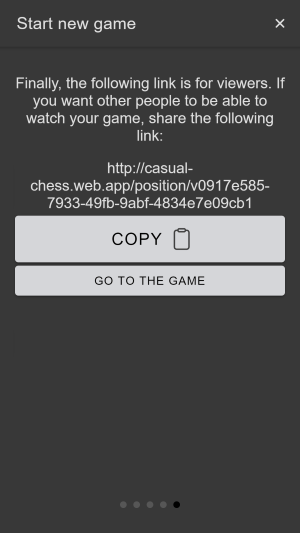 Start new game
Finally, the following link is for viewers. If
you want other people to be able to
watch your game, share the following
link:
http://casual-
chess.web.app/position/v0917e585-
7933-49fb-9abf-4834e7e09cb1
COPY
GO TO THE GAME